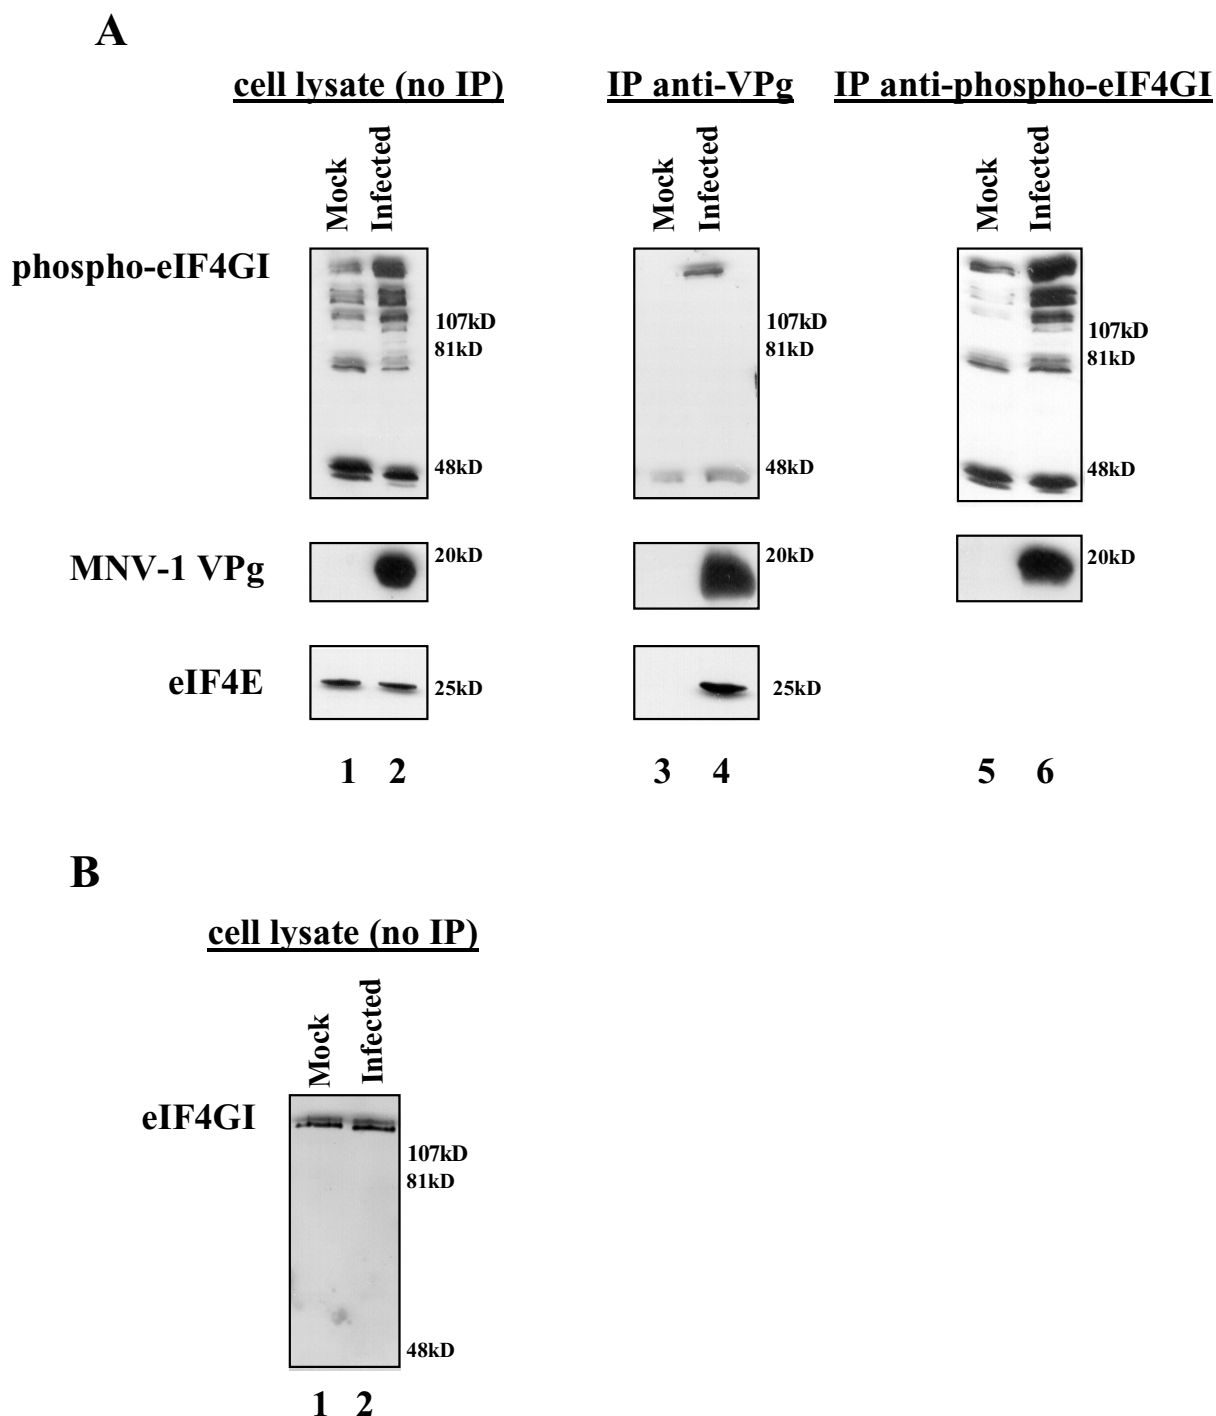 A
cell lysate (no IP) IP anti-VPg IP anti-phospho-eIF4GI
Mock Infected Mock Infected Mock Infected
phospho-eIF4GI
107kD 107kD 107kD
81kD 81kD 81kD
48kD 48kD 48kD
MNV-1 VPg 20kD 20kD 20kD
eIF4E 25kD 25kD
1 2 3 4 5 6
B
cell lysate (no IP)
Mock Infected
eIF4GI
107kD
81kD
48kD
1 2